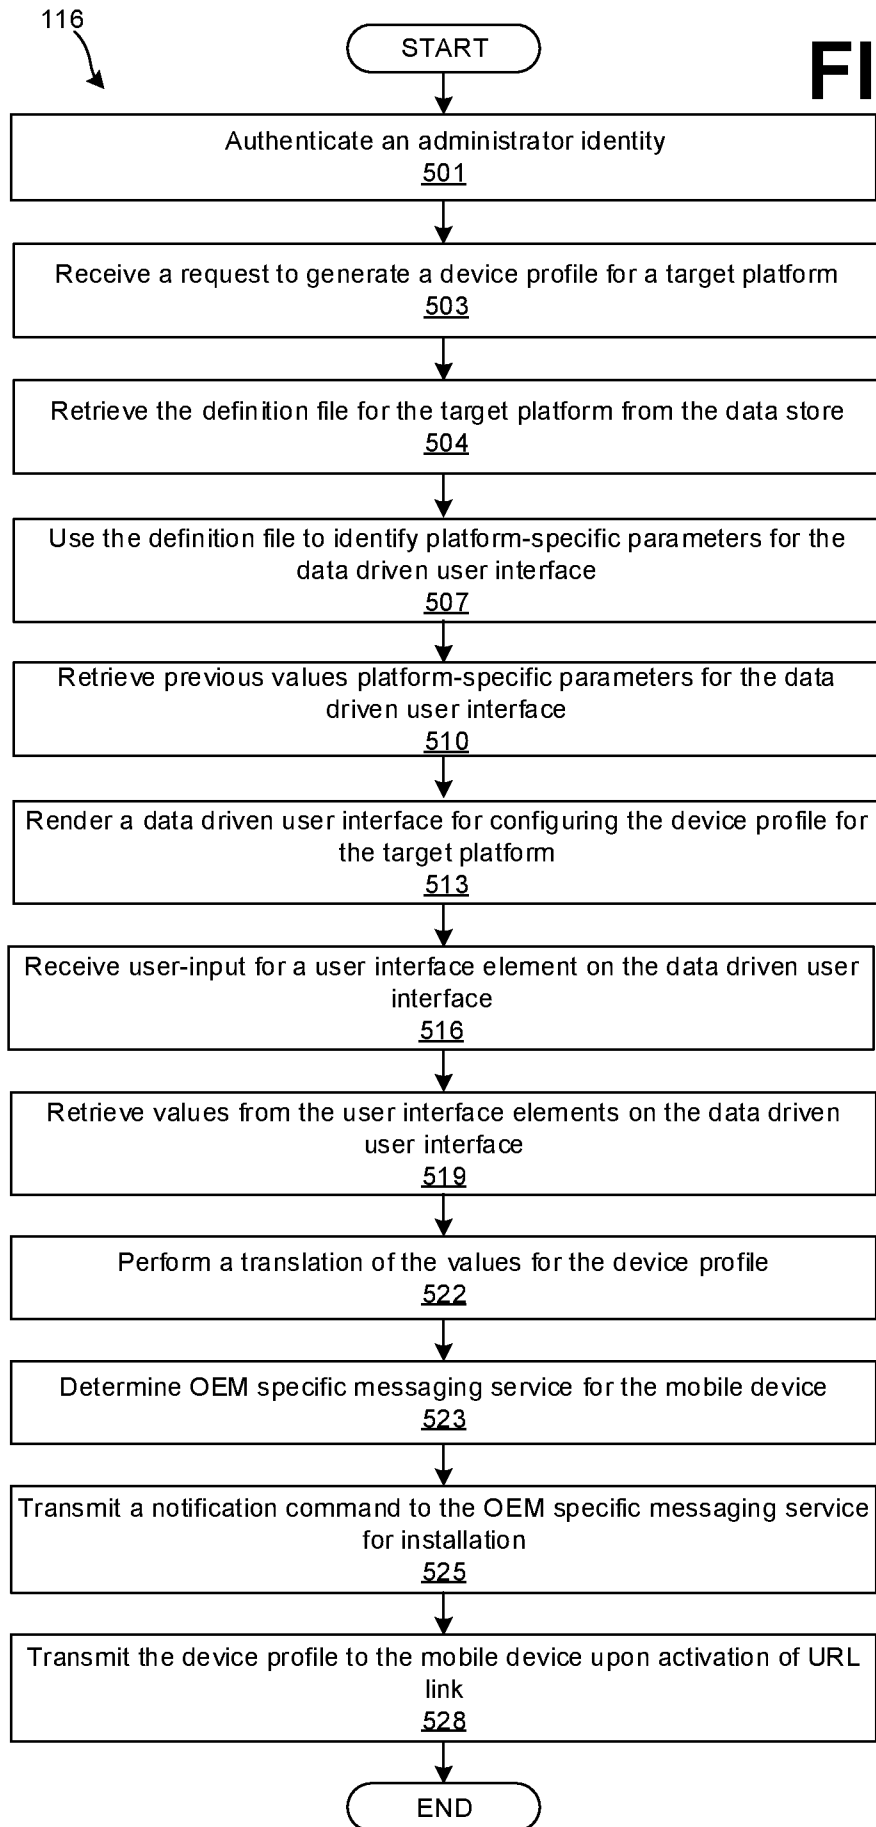 116
START
FI
Authenticate an administrator identity
501
Receive a request to generate a device profile for a target platform
503
Retrieve the definition file for the target platform from the data store
504
Use the definition file to identify platform-specific parameters for the
data driven user interface
507
Retrieve previous values platform-specific parameters for the data
driven user interface
510
Render a data driven user interface for configuring the device profile for
the target platform
513
Receive user-input for a user interface element on the data driven user
interface
516
Retrieve values from the user interface elements on the data driven
user interface
519
Perform a translation of the values for the device profile
522
Determine OEM specific messaging service for the mobile device
523
Transmit a notification command to the OEM specific messaging service
for installation
525
Transmit the device profile to the mobile device upon activation of URL
link
528
END